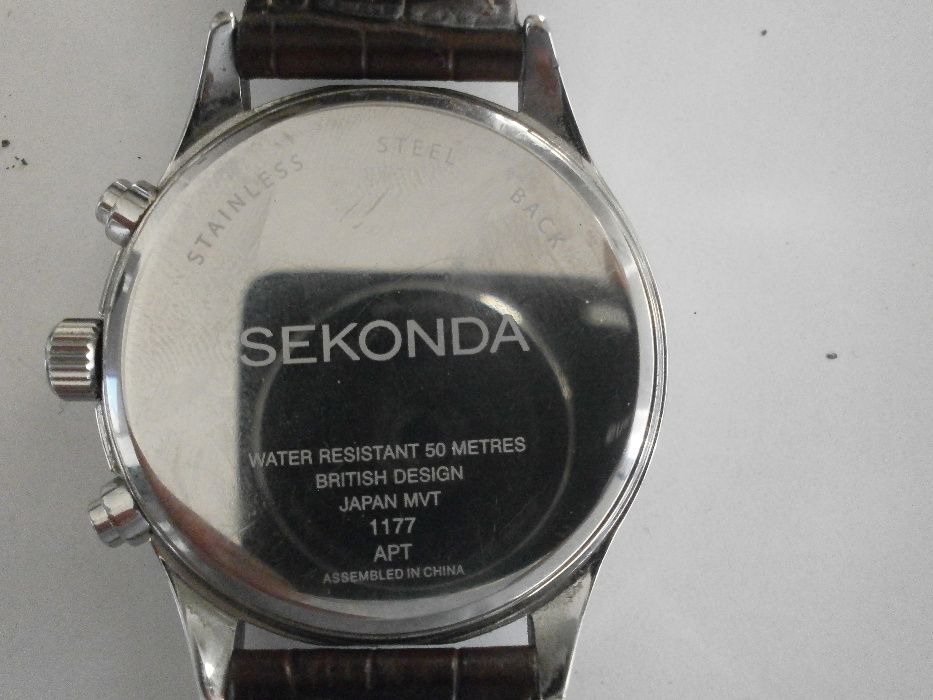 STAINLESS STEEL BACK
SEKONDA
WATER RESISTANT 50 METRES
BRITISH DESIGN
JAPAN MVT
1177
APT
ASSEMBLED IN CHINA